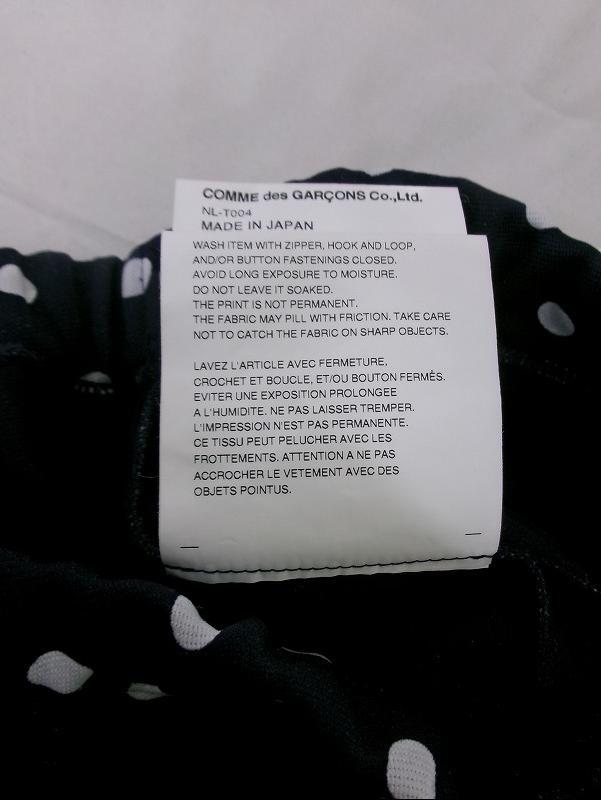 COMME des GARÇONS Co.,Ltd.
NL-T004
MADE IN JAPAN
WASH ITEM WITH ZIPPER, HOOK AND LOOP,
AND/OR BUTTON FASTENINGS CLOSED.
AVOID LONG EXPOSURE TO MOISTURE.
DO NOT LEAVE IT SOAKED.
THE PRINT IS NOT PERMANENT.
THE FABRIC MAY PILL WITH FRICTION. TAKE CARE
NOT TO CATCH THE FABRIC ON SHARP OBJECTS.
LAVEZ L'ARTICLE AVEC FERMETURE,
CROCHET ET BOUCLE, ET/OU BOUTON FERMÈS.
EVITER UNE EXPOSITION PROLONGEE
A L'HUMIDITE. NE PAS LAISSER TREMPER.
L'IMPRESSION N'EST PAS PERMANENTE.
CE TISSU PEUT PELUCHER AVEC LES
FROTTEMENTS. ATTENTION A NE PAS
ACCROCHER LE VETEMENT AVEC DES
OBJETS POINTUS.